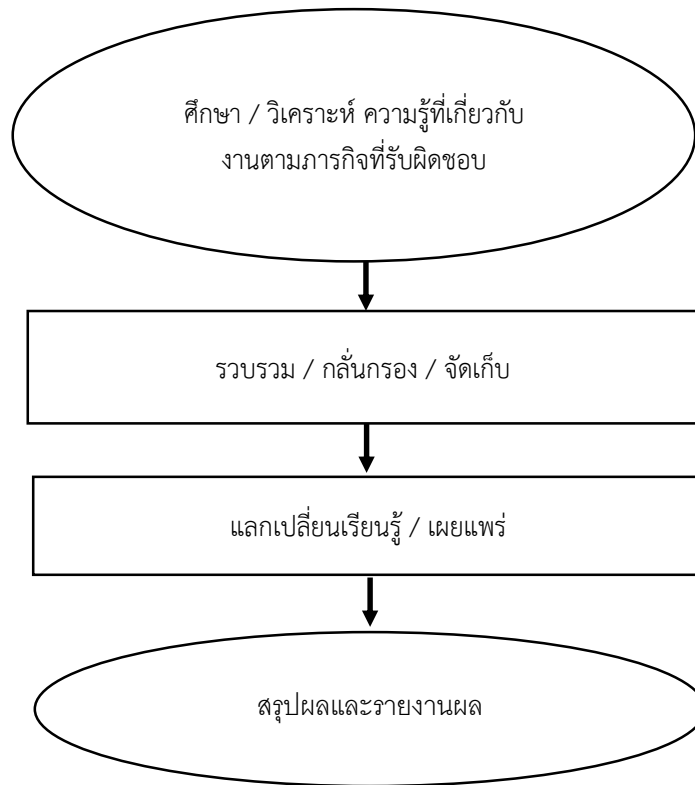 ศึกษา / วิเคราะห์ ความรู้ที่เกี่ยวกับ
งานตามภารกิจที่รับผิดชอบ
รวบรวม / กลั่นกรอง / จัดเก็บ
แลกเปลี่ยนเรียนรู้ / เผยแพร่
สรุปผลและรายงานผล